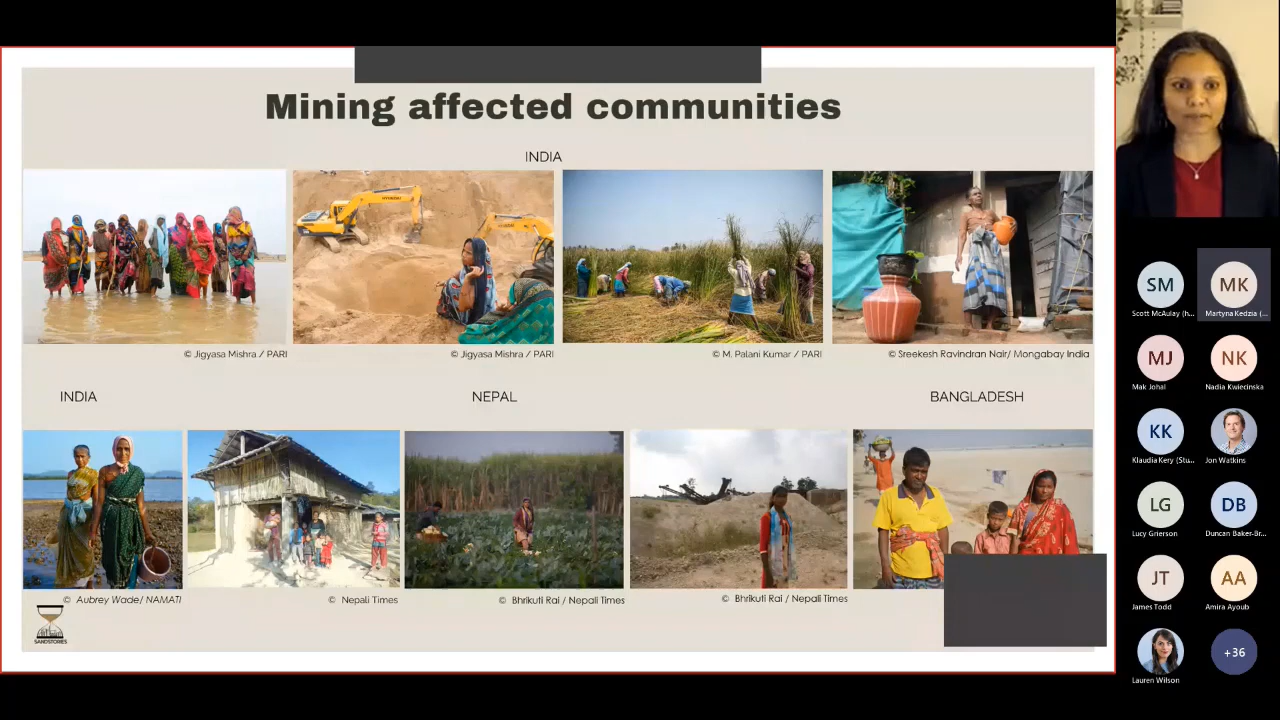 Mining affected communities
INDIA
HYUNDAI
© Jigyasa Mishra / PARI
© Jigyasa Mishra / PARI
© M. Palani Kumar / PARI
© Sreekesh Ravindran Nair/ Mongabay India
INDIA
NEPAL
BANGLADESH
© Aubrey Wade/ NAMATI
© Nepali Times
© Bhrikuti Rai / Nepali Times
© Bhrikuti Rai / Nepali Times
SANDSTORIES
SM
Scott McAulay (h...
MK
Martyna Kedzia (...
MJ
Mak Johal
NK
Nadia Kwiecinska
KK
Klaudia Kery (Stu...
Jon Watkins
LG
Lucy Grierson
DB
Duncan Baker-Br...
JT
James Todd
AA
Amira Ayoub
Lauren Wilson
+36